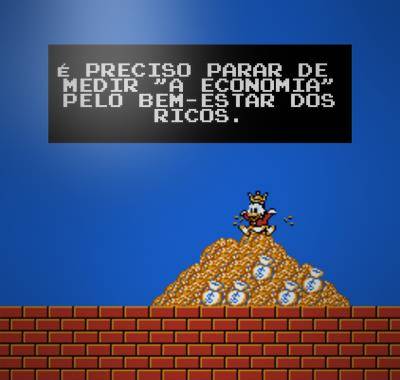 É PRECISO PARAR DE
MEDIR "A ECONOMIA"
PELO BEM-ESTAR DOS
RICOS.